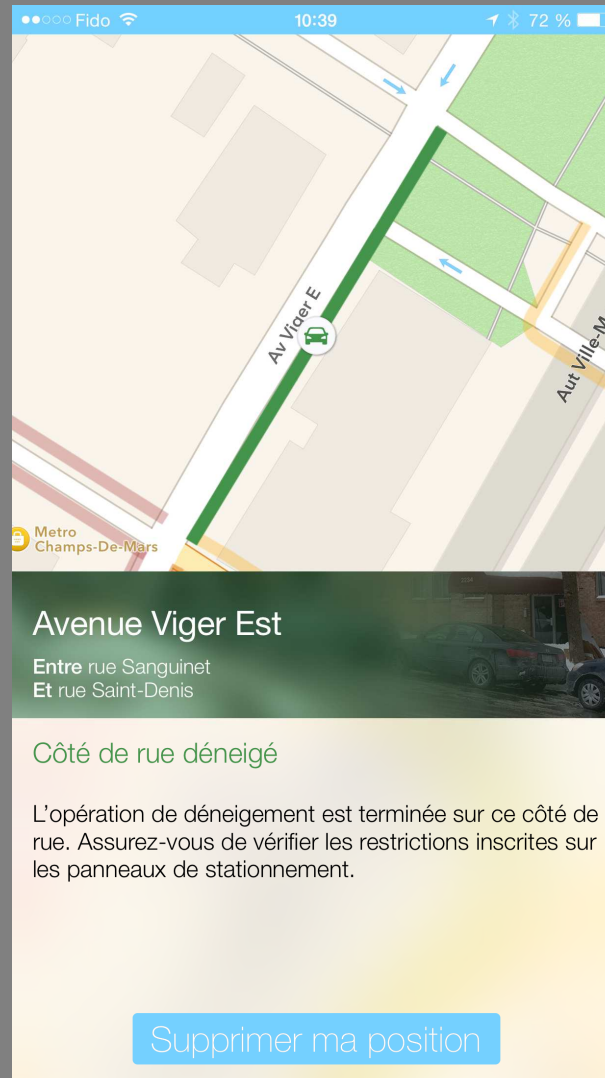 Fido
10:39
72 %
Av Viger E
Aut Ville-M
Metro
Champs-De-Mars
Avenue Viger Est
Entre rue Sanguinet
Et rue Saint-Denis
Côté de rue déneigé
L’opération de déneigement est terminée sur ce côté de
rue. Assurez-vous de vérifier les restrictions inscrites sur
les panneaux de stationnement.
Supprimer ma position